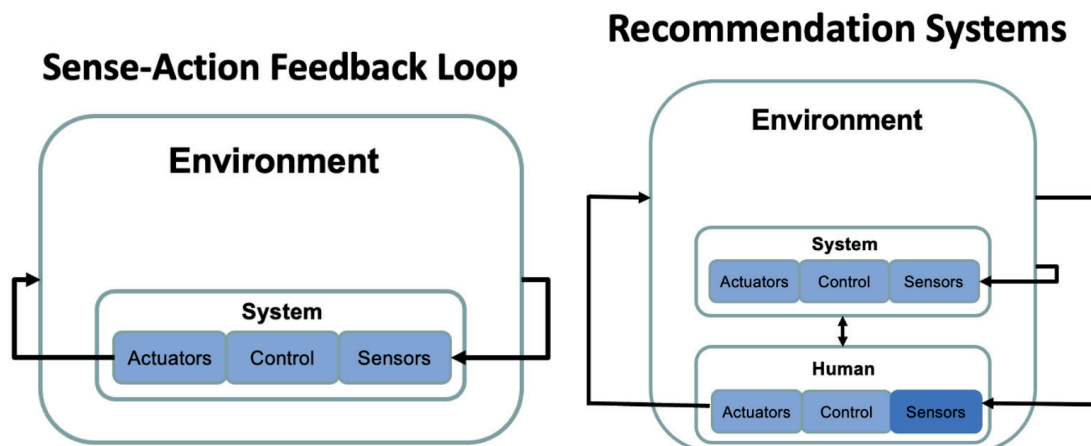 Sense-Action Feedback Loop
Environment
System
Actuators Control Sensors
Recommendation Systems
Environment
System
Actuators Control Sensors
Human
Actuators Control Sensors